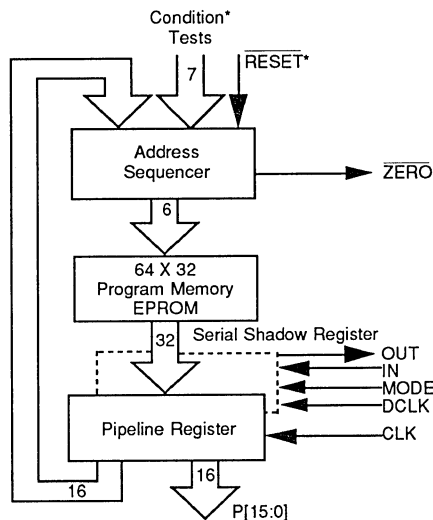 Condition*
Tests
7
RESET*
Address
Sequencer
ZERO
6
64 X 32
Program Memory
EPROM
32
Serial Shadow Register
OUT
IN
MODE
DCLK
Pipeline Register
CLK
16
16
P[15:0]